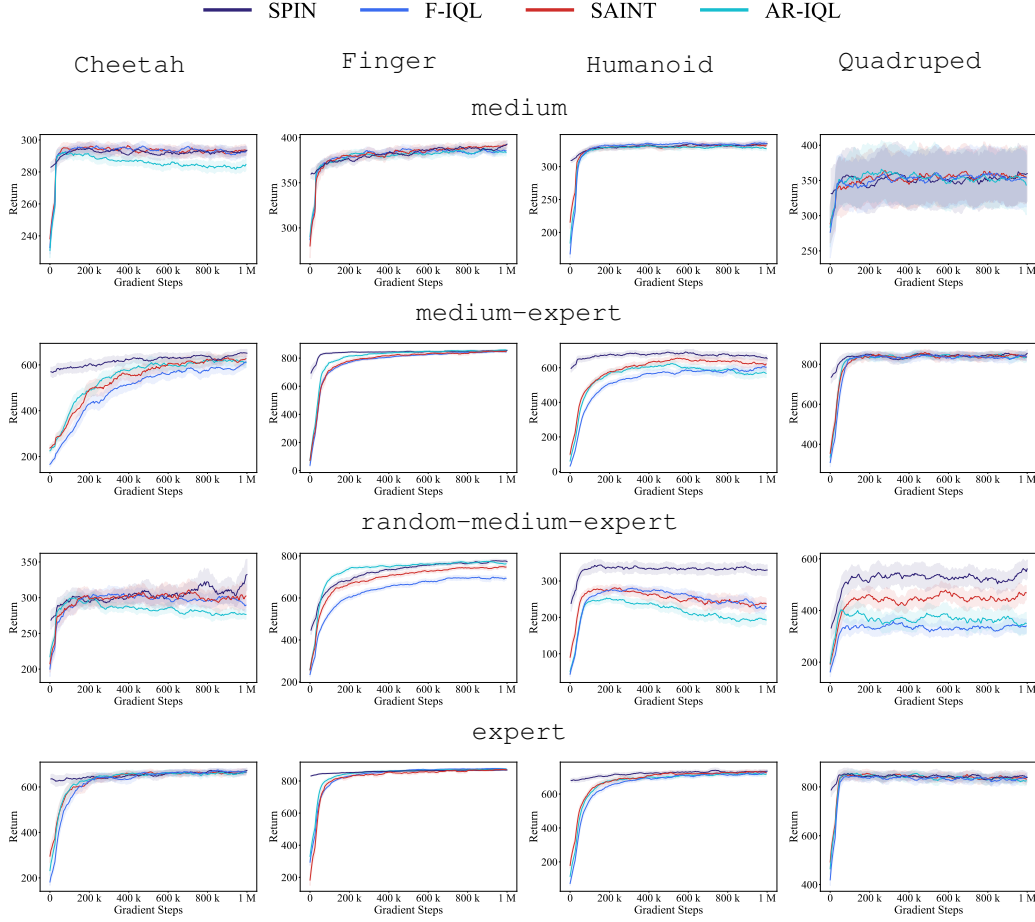 SPIN F-IQL SAINT AR-IQL
Cheetah Finger Humanoid Quadruped
medium
300 280 260 240 Return 0 200 k 400 k 600 k 800 k 1 M Gradient Steps
400 350 300 Return 0 200 k 400 k 600 k 800 k 1 M Gradient Steps
300 250 200 Return 0 200 k 400 k 600 k 800 k 1 M Gradient Steps
400 350 300 250 Return 0 200 k 400 k 600 k 800 k 1 M Gradient Steps
medium-expert
600 400 200 Return 0 200 k 400 k 600 k 800 k 1 M Gradient Steps
800 600 400 200 0 Return 0 200 k 400 k 600 k 800 k 1 M Gradient Steps
600 400 200 0 Return 0 200 k 400 k 600 k 800 k 1 M Gradient Steps
800 600 400 Return 0 200 k 400 k 600 k 800 k 1 M Gradient Steps
random-medium-expert
350 300 250 200 Return 0 200 k 400 k 600 k 800 k 1 M Gradient Steps
800 600 400 200 Return 0 200 k 400 k 600 k 800 k 1 M Gradient Steps
300 200 100 Return 0 200 k 400 k 600 k 800 k 1 M Gradient Steps
600 400 200 Return 0 200 k 400 k 600 k 800 k 1 M Gradient Steps
expert
600 400 200 Return 0 200 k 400 k 600 k 800 k 1 M Gradient Steps
800 600 400 200 Return 0 200 k 400 k 600 k 800 k 1 M Gradient Steps
600 400 200 0 Return 0 200 k 400 k 600 k 800 k 1 M Gradient Steps
800 600 400 Return 0 200 k 400 k 600 k 800 k 1 M Gradient Steps